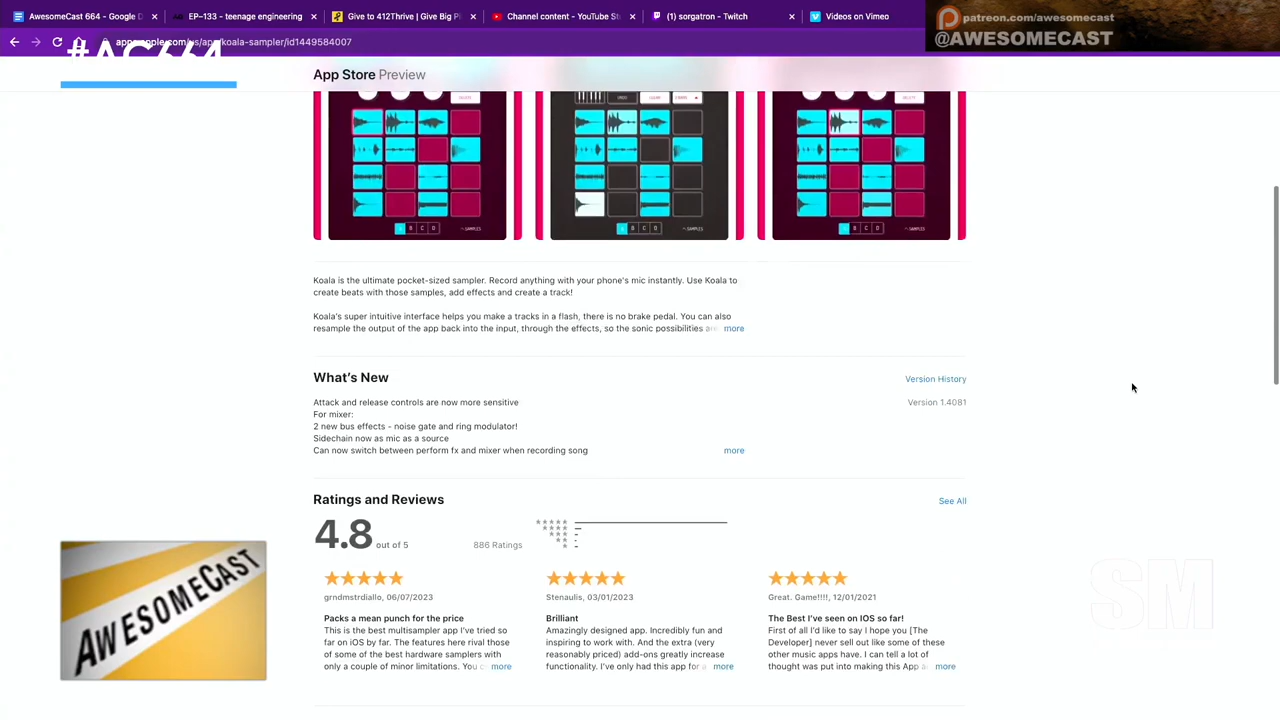 AwesomeCast 664 - Google D
EP–133 - teenage engineering
Give to 412Thrive | Give Big Pi
Channel content - YouTube St
(1) sorgatron - Twitch
Videos on Vimeo
patreon.com/awesomecast
@AWESOMECAST
#AC664
apps.apple.com/us/app/koala-sampler/id1449584007
App Store Preview
A B C D SAMPLES
A B C D SAMPLES
A B C D SAMPLES
Koala is the ultimate pocket-sized sampler. Record anything with your phone's mic instantly. Use Koala to
create beats with those samples, add effects and create a track!
Koala's super intuitive interface helps you make a tracks in a flash, there is no brake pedal. You can also
resample the output of the app back into the input, through the effects, so the sonic possibilities more
What's New
Version History
Attack and release controls are now more sensitive
Version 1.4081
For mixer:
2 new bus effects - noise gate and ring modulator!
Sidechain now as mic as a source
Can now switch between perform fx and mixer when recording song more
Ratings and Reviews
See All
4.8 out of 5
886 Ratings
grndmstrdiallo, 06/07/2023
Packs a mean punch for the price
This is the best multisampler app I've tried so
far on iOS by far. The features here rival those
of some of the best hardware samplers with
only a couple of minor limitations. You more
Stenaulis, 03/01/2023
Brilliant
Amazingly designed app. Incredibly fun and
inspiring to work with. And the extra (very
reasonably priced) add-ons greatly increase
functionality. I've only had this app for more
Great. Game!!!!, 12/01/2021
The Best I've seen on IOS so far!
First of all I'd like to say I hope you [The
Developer] never sell out like some of these
other music apps have. I can tell a lot of
thought was put into making this App more
AWESOMECAST
SM